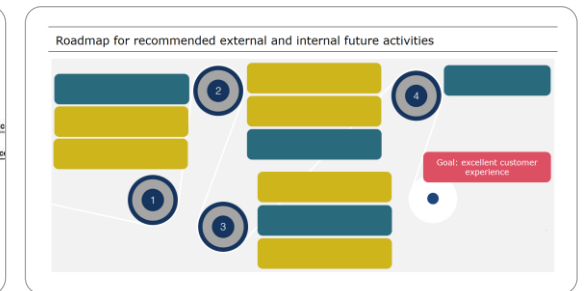 Roadmap for recommended external and internal future activities
2
4
Goal: excellent customer
experience
1
3